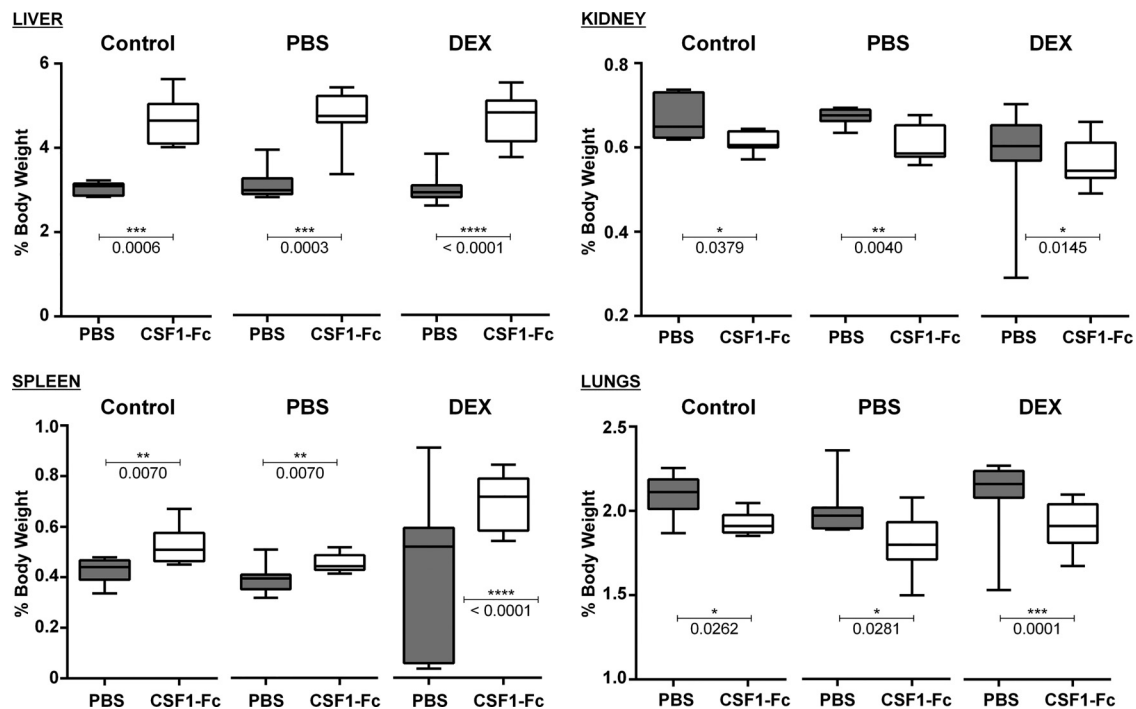 LIVER
Control PBS DEX
% Body Weight
6
4
2
0
***
0.0006
***
0.0003
****
< 0.0001
PBS CSF1-Fc PBS CSF1-Fc PBS CSF1-Fc
KIDNEY
Control PBS DEX
% Body Weight
0.8
0.6
0.4
0.2
*
0.0379
**
0.0040
*
0.0145
PBS CSF1-Fc PBS CSF1-Fc PBS CSF1-Fc
SPLEEN
Control PBS DEX
% Body Weight
1.0
0.8
0.6
0.4
0.2
0
**
0.0070
**
0.0070
****
< 0.0001
PBS CSF1-Fc PBS CSF1-Fc PBS CSF1-Fc
LUNGS
Control PBS DEX
% Body Weight
2.5
2.0
1.5
1.0
*
0.0262
*
0.0281
***
0.0001
PBS CSF1-Fc PBS CSF1-Fc PBS CSF1-Fc